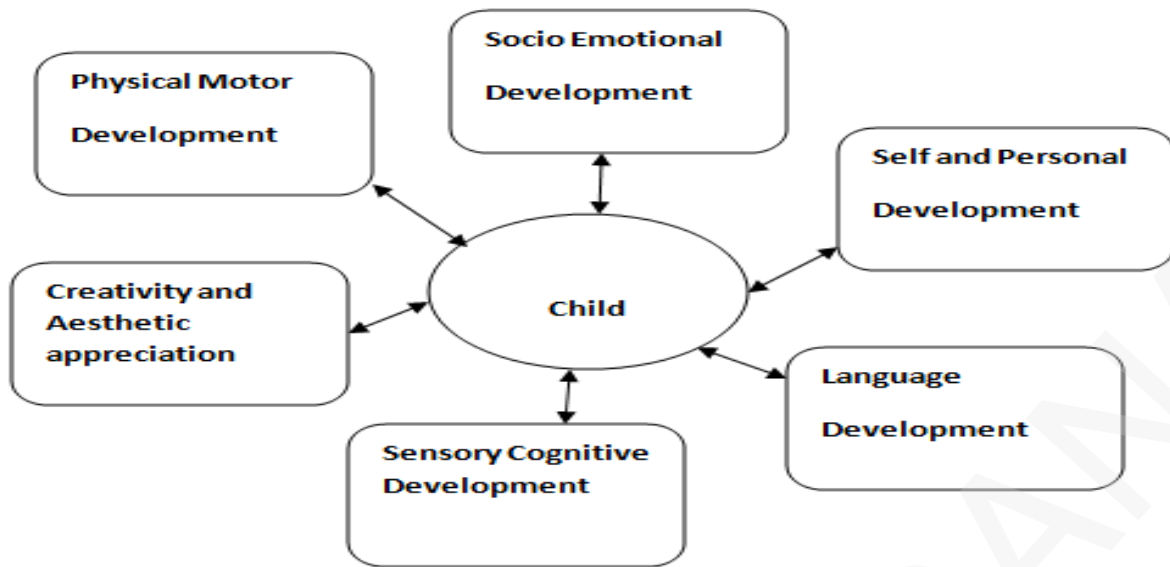 Socio Emotional
Development
Physical Motor
Development
Self and Personal
Development
Creativity and
Aesthetic
appreciation
Child
Language
Development
Sensory Cognitive
Development